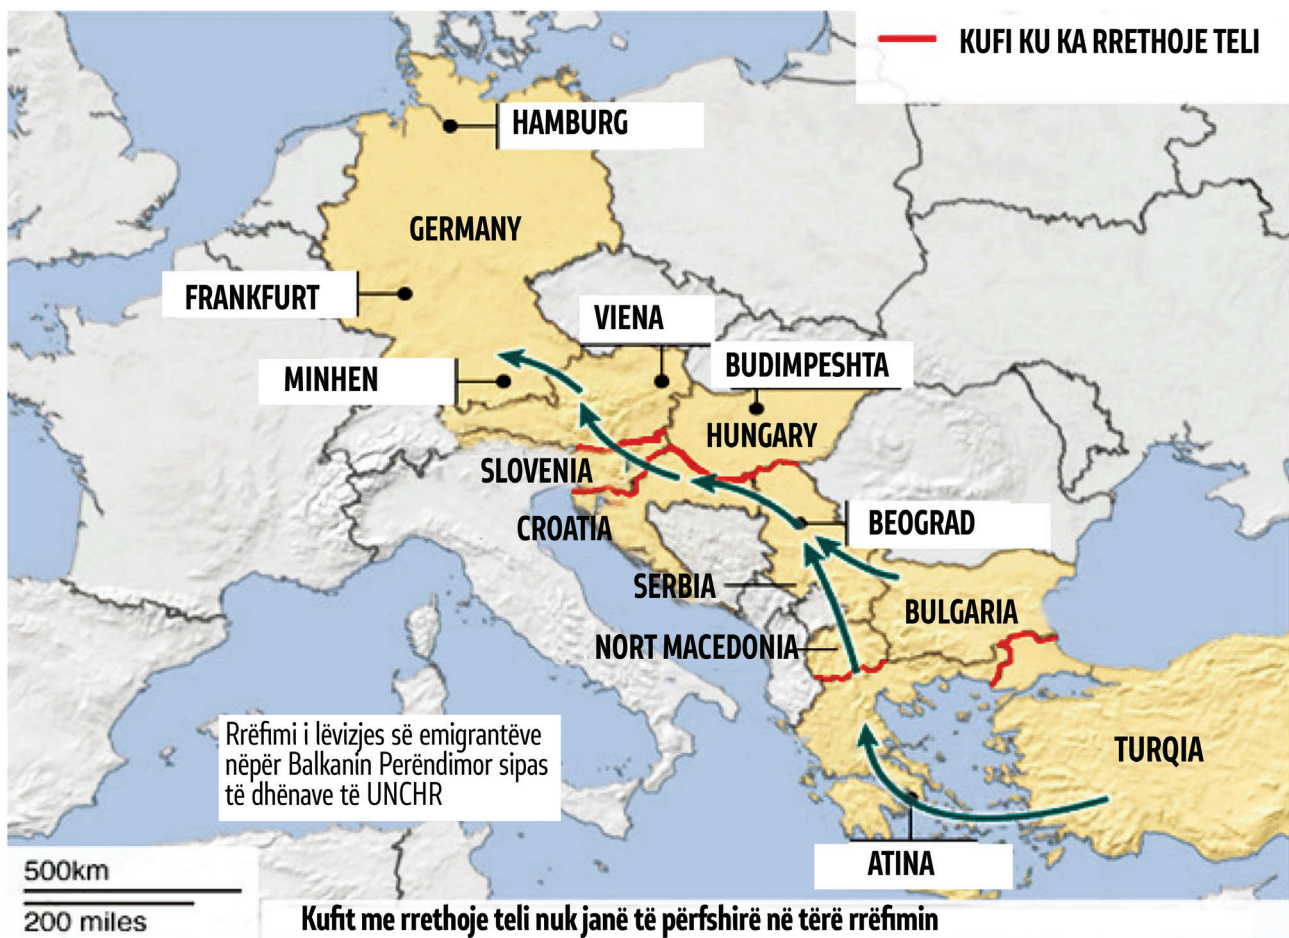 KUFI KU KA RRETHOJE TELI
HAMBURG
GERMANY
FRANKFURT
VIENA
BUDIMPESHTA
MINHEN
HUNGARY
SLOVENIA
CROATIA
BEOGRAD
SERBIA
BULGARIA
NORT MACEDONIA
Rrëfimi i lëvizjes së emigrantëve
nëpër Balkanin Perëndimor sipas
të dhënave të UNCHR
TURQIA
ATINA
500km
200 miles
Kufit me rrethoje teli nuk janë të përfshirë në tërë rrëfimin